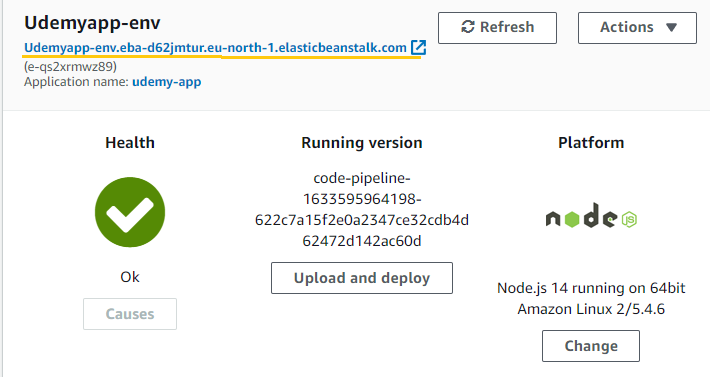 Udemyapp-env
Refresh
Actions
Udemyapp-env.eba-d62jmtur.eu-north-1.elasticbeanstalk.com
(e-qs2xrmwz89)
Application name: udemy-app
Health
Running version
Platform
code-pipeline-
1633595964198-
622c7a15f2e0a2347ce32cdb4d
62472d142ac60d
node
JS
Ok
Upload and deploy
Causes
Node.js 14 running on 64bit
Amazon Linux 2/5.4.6
Change